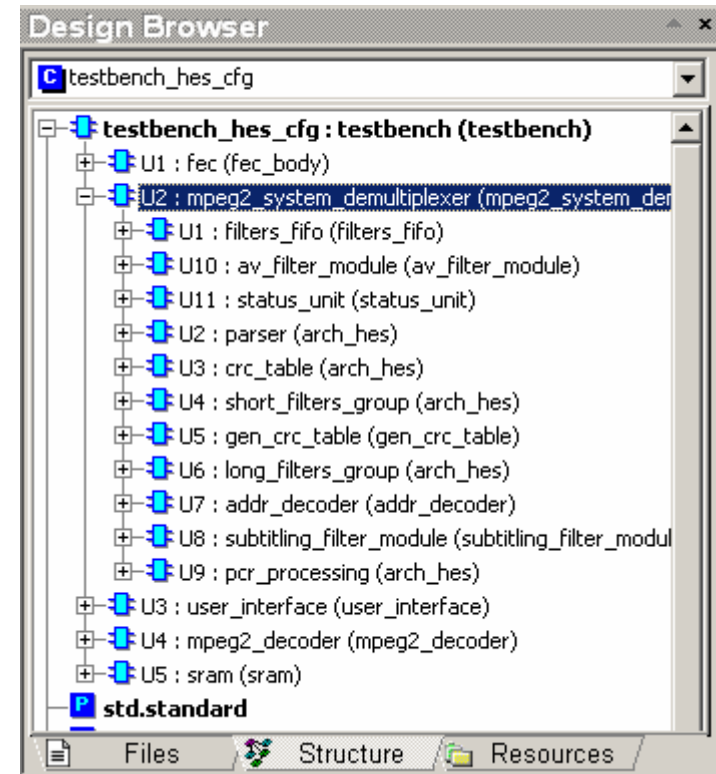 Design Browser
C testbench_hes_cfg
testbench_hes_cfg : testbench (testbench)
U1 : fec (fec_body)
U2 : mpeg2_system_demultiplexer (mpeg2_system_der
U1 : filters_fifo (filters_fifo)
U10 : av_filter_module (av_filter_module)
U11 : status_unit (status_unit)
U2 : parser (arch_hes)
U3 : crc_table (arch_hes)
U4 : short_filters_group (arch_hes)
U5 : gen_crc_table (gen_crc_table)
U6 : long_filters_group (arch_hes)
U7 : addr_decoder (addr_decoder)
U8 : subtitling_filter_module (subtitling_filter_modul
U9 : pcr_processing (arch_hes)
U3 : user_interface (user_interface)
U4 : mpeg2_decoder (mpeg2_decoder)
U5 : sram (sram)
P std.standard
Files Structure Resources